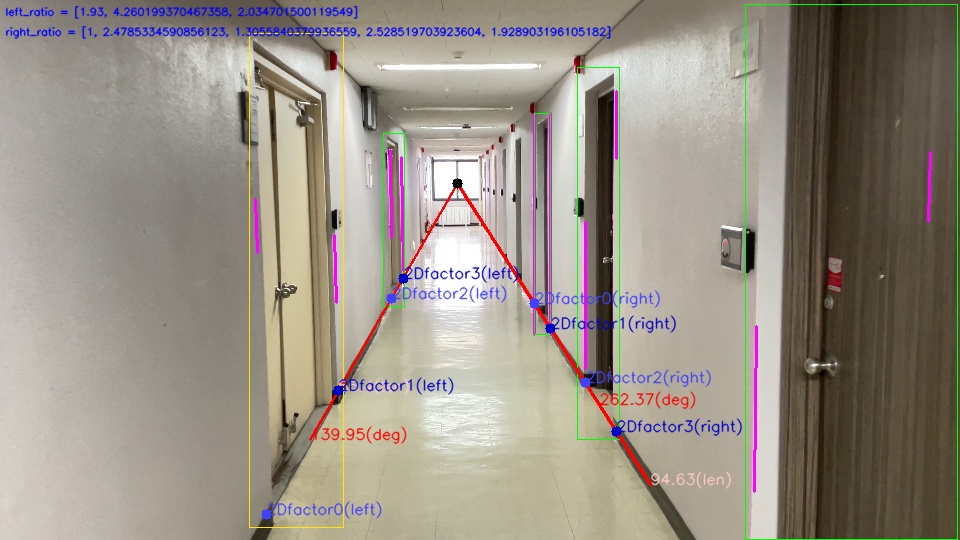 left_ratio = [1.93, 4.260199370467358, 2.034701500119549]
right_ratio = [1, 2.4785334590856123, 1.3055840379936559, 2.528519703923604, 1.928903196105182]
2Dfactor3(left)
2Dfactor2(left)
2Dfactor0(right)
2Dfactor1(right)
2Dfactor2(right)
2Dfactor1(left)
262.37(deg)
2Dfactor3(right)
139.95(deg)
94.63(len)
2Dfactor0(left)